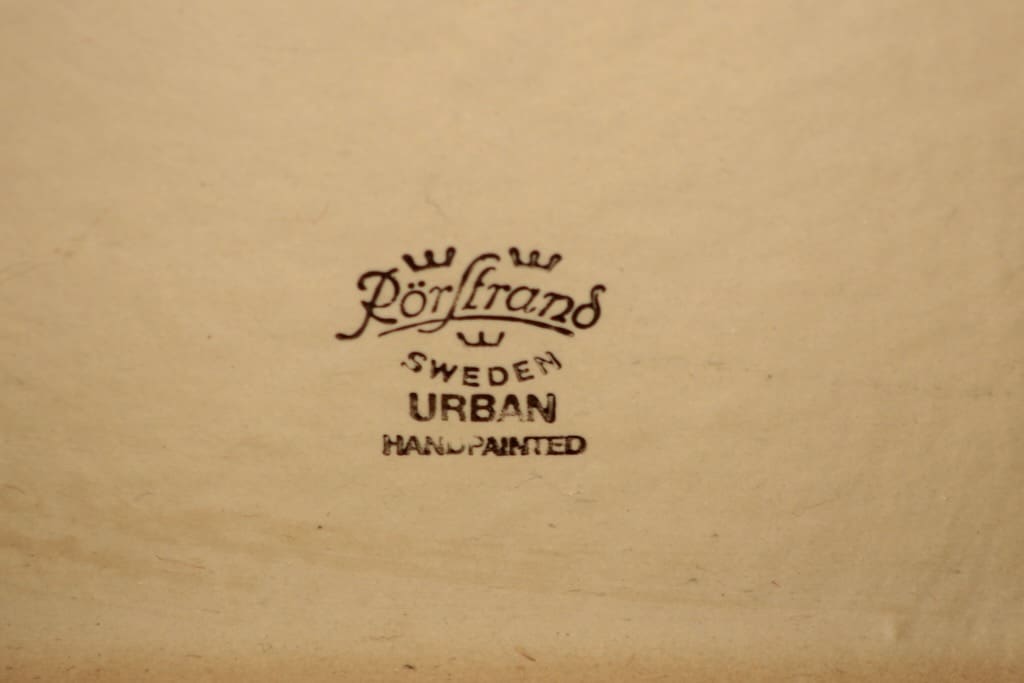 Rörstrand
SWEDEN
URBAN
HANDPAINTED